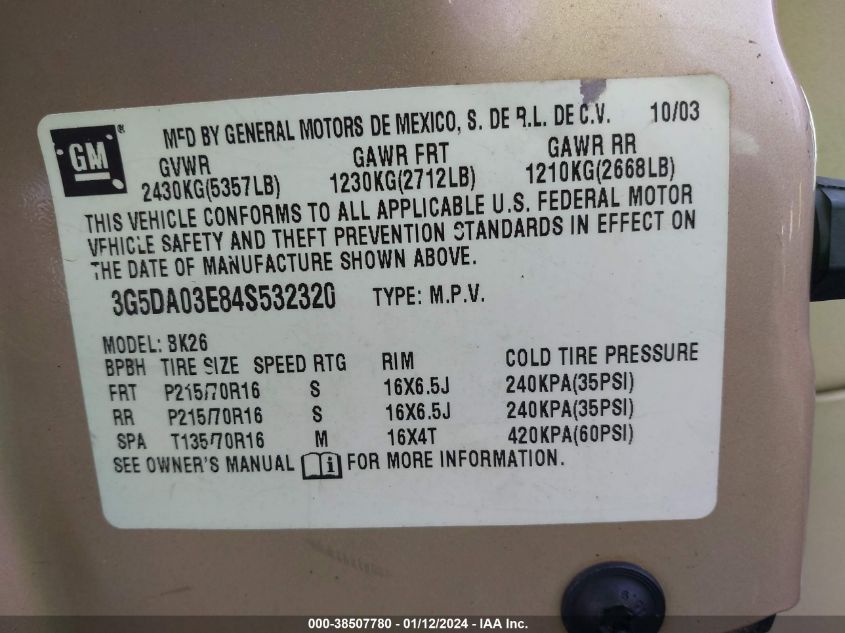 GM ®
MFD BY GENERAL MOTORS DE MEXICO, S. DE R.L. DE C.V. 10/03
GVWR GAWR FRT GAWR RR
2430KG(5357LB) 1230KG(2712LB) 1210KG(2668LB)
THIS VEHICLE CONFORMS TO ALL APPLICABLE U.S. FEDERAL MOTOR
VEHICLE SAFETY AND THEFT PREVENTION STANDARDS IN EFFECT ON
THE DATE OF MANUFACTURE SHOWN ABOVE.
3G5DA03E84S532320 TYPE: M.P.V.
MODEL: BK26
BPBH TIRE SIZE SPEED RTG RIM COLD TIRE PRESSURE
FRT P215/70R16 S 16X6.5J 240KPA(35PSI)
RR P215/70R16 S 16X6.5J 240KPA(35PSI)
SPA T135/70R16 M 16X4T 420KPA(60PSI)
SEE OWNER'S MANUAL FOR MORE INFORMATION.
000-38507780 - 01/12/2024 - IAA Inc.